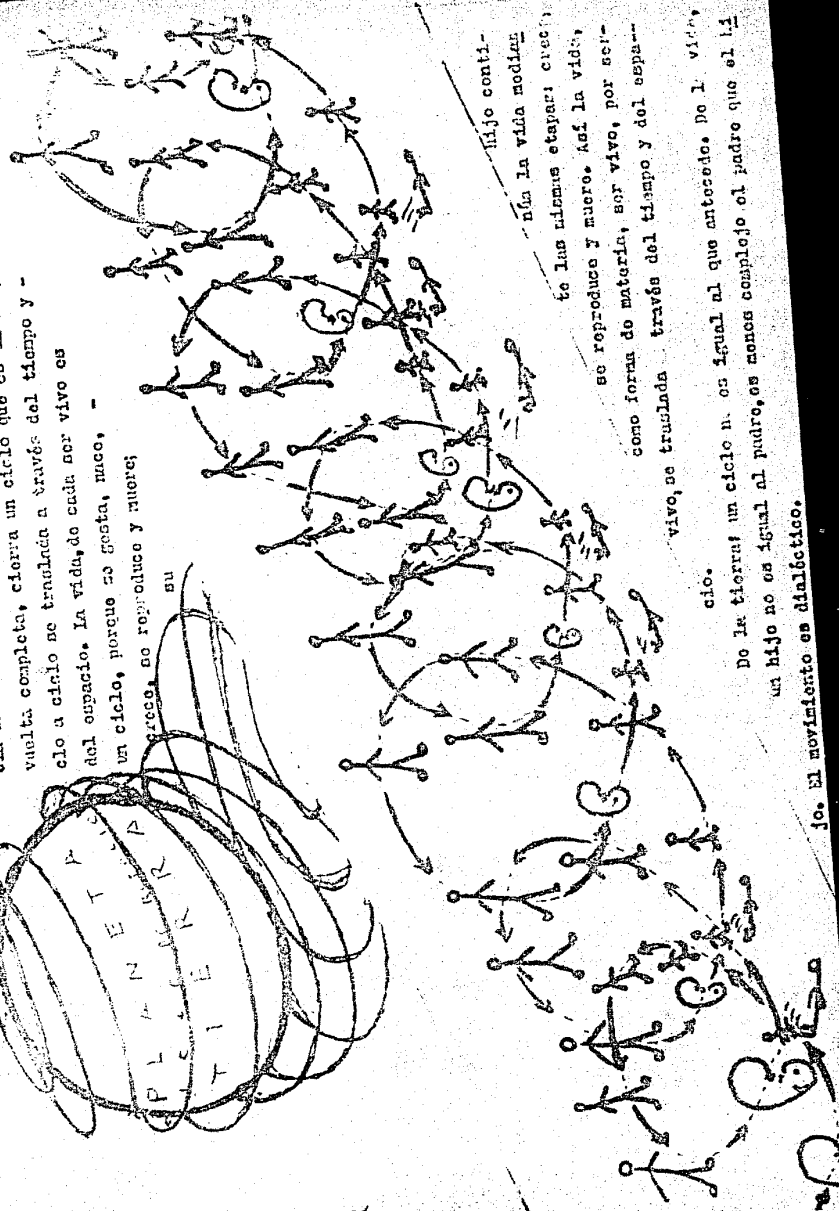 vuelta completa, cierra un ciclo que es
clo a ciclo se traslada a través del tiempo y -
del espacio. La vida, de cada ser vivo es
un ciclo, porque se gesta, nace, -
crece, se reproduce y muere;
su
PLANETA
TIERRA
hijo conti-
núa la vida median
te las mismas etapas: crece,
se reproduce y muere. Así la vida,
como forma de materia, ser vivo, por ser-
vivo, se traslada través del tiempo y del espa--
cio.
De la tierra; un ciclo n. es igual al que antecede. De l. vida,
un hijo no es igual al padre, es menos complejo el padre que el hi
jo. El movimiento es dialéctico.